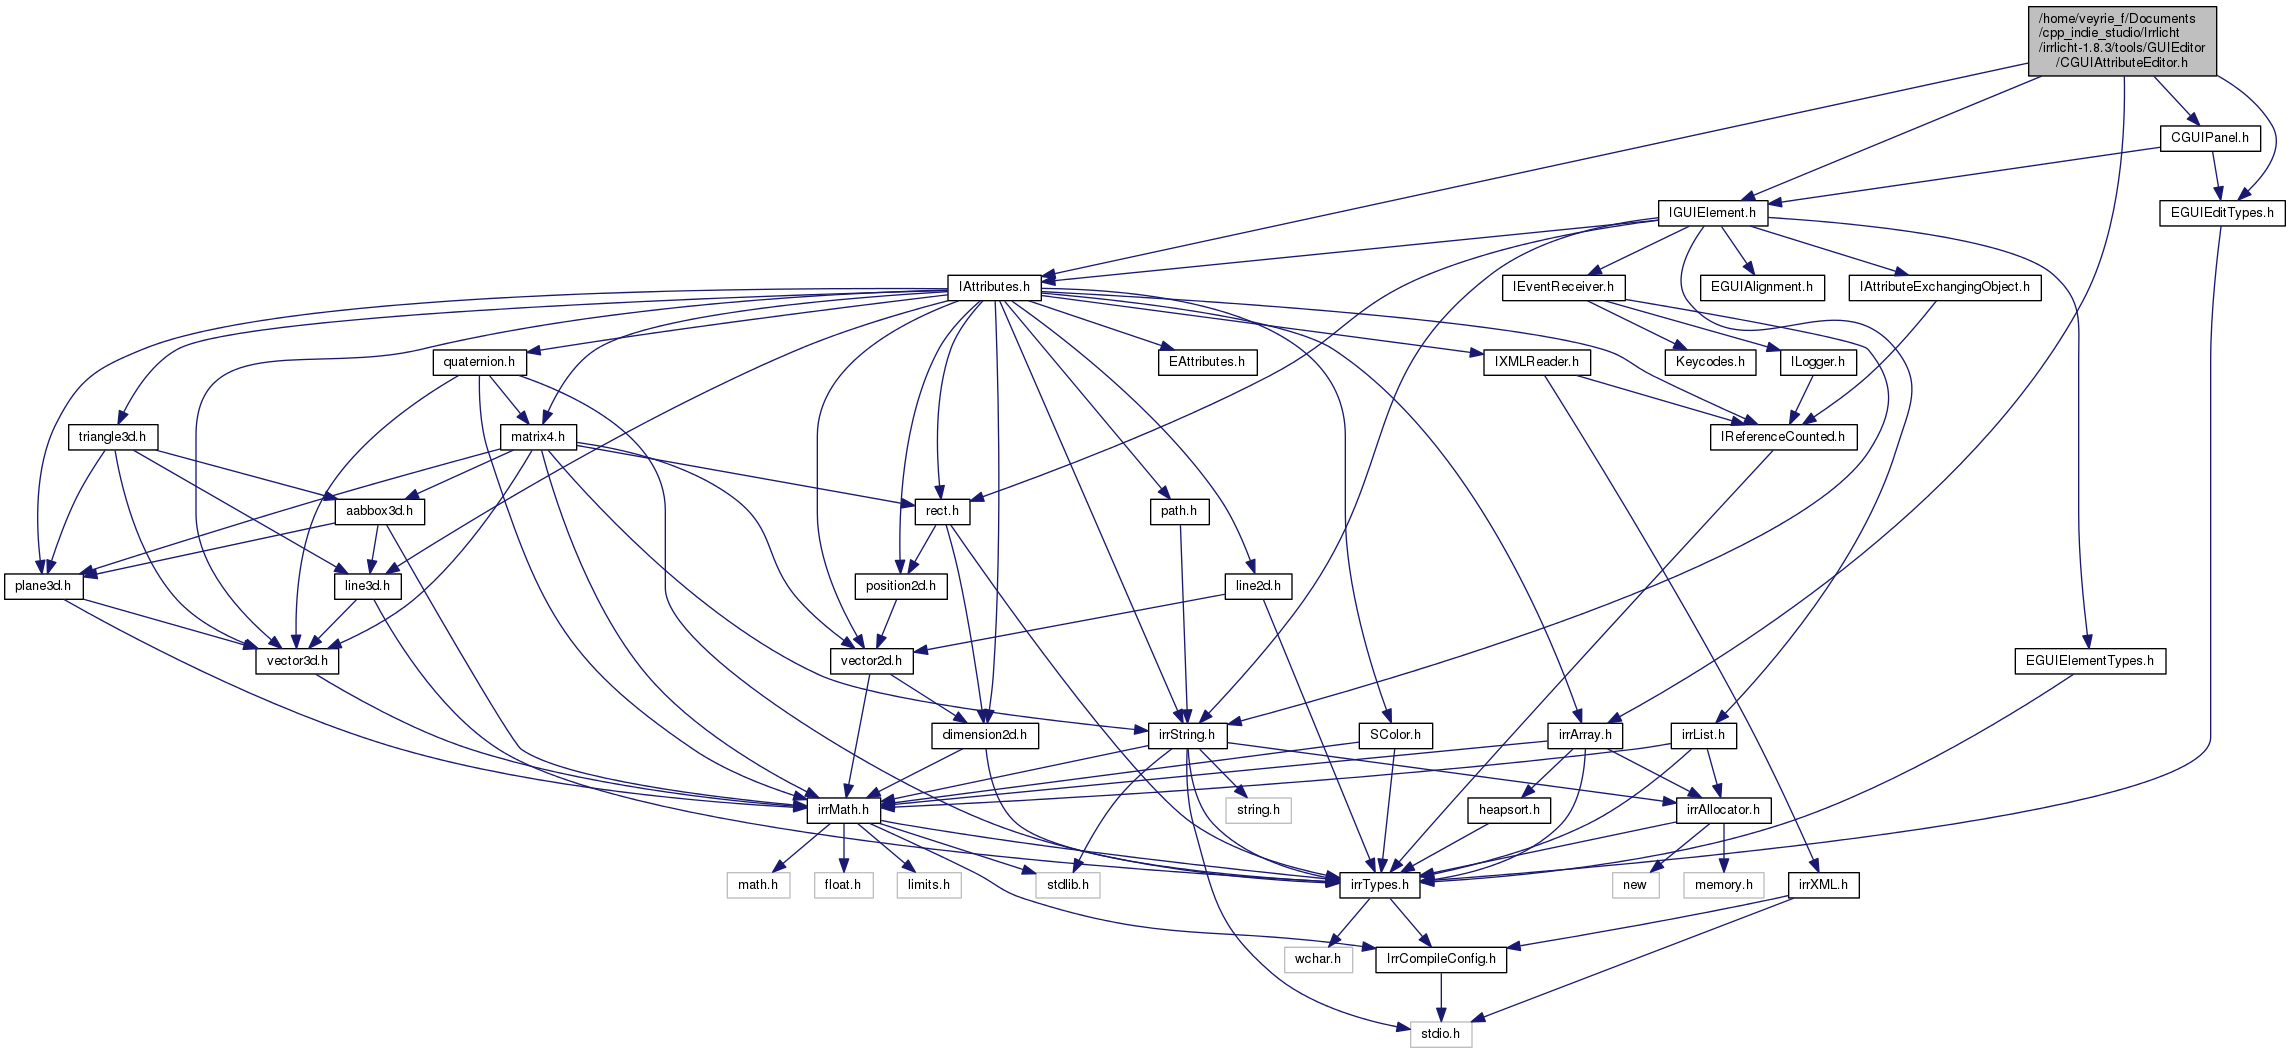 /home/veyrie_f/Documents
/cpp_indie_studio/Irrlicht
/irrlicht-1.8.3/tools/GUIEditor
/CGUIAttributeEditor.h
CGUIPanel.h
IGUIElement.h
EGUIEditTypes.h
IAttributes.h
IEventReceiver.h
EGUIAlignment.h
IAttributeExchangingObject.h
quaternion.h
EAttributes.h
IXMLReader.h
Keycodes.h
ILogger.h
triangle3d.h
matrix4.h
IReferenceCounted.h
aabbox3d.h
rect.h
path.h
plane3d.h
line3d.h
position2d.h
line2d.h
vector3d.h
vector2d.h
EGUIElementTypes.h
dimension2d.h
irrString.h
SColor.h
irrArray.h
irrList.h
irrMath.h
string.h
heapsort.h
irrAllocator.h
math.h
float.h
limits.h
stdlib.h
irrTypes.h
new
memory.h
irrXML.h
wchar.h
IrrCompileConfig.h
stdio.h